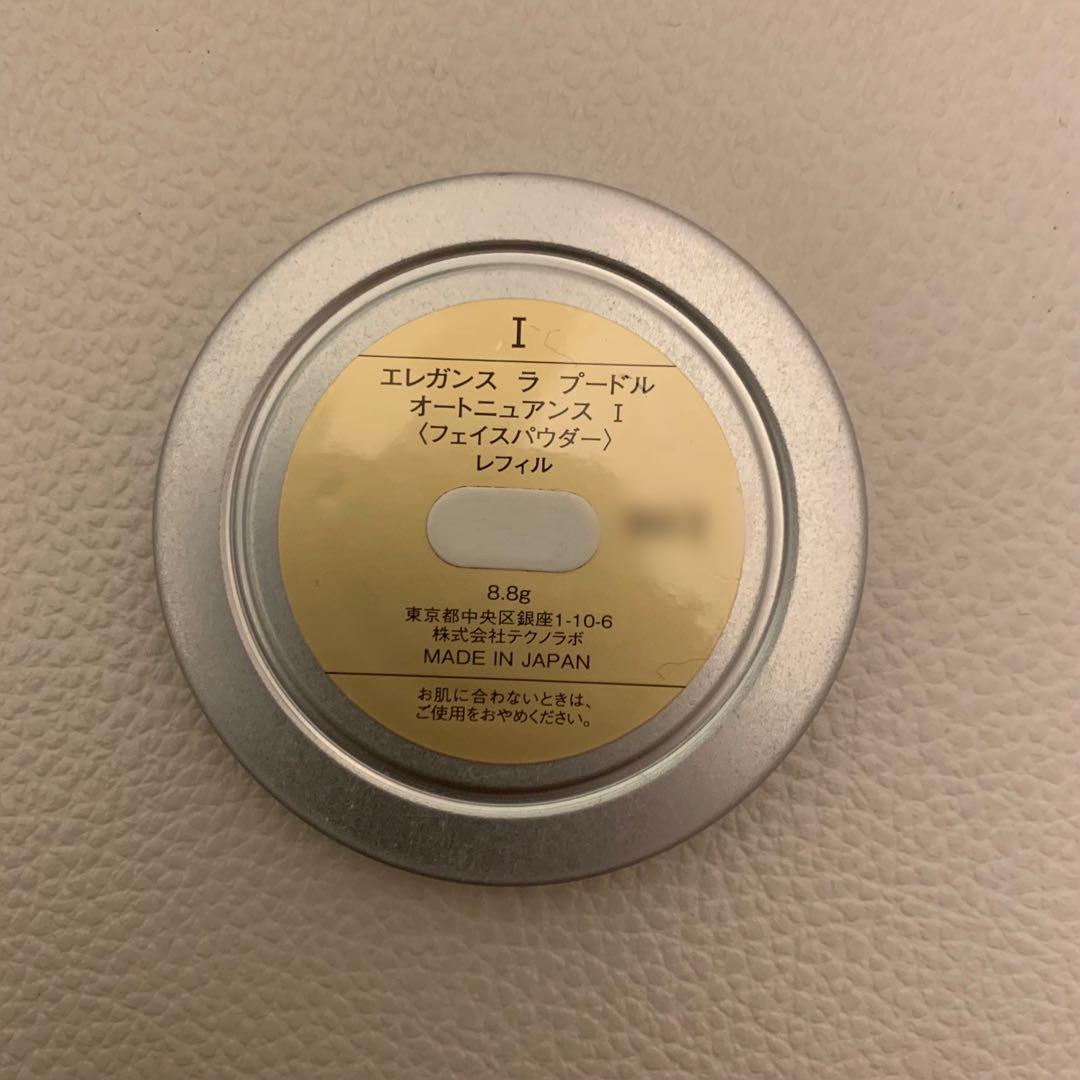 I
エレガンス ラ プードル
オートニュアンス I
〈フェイスパウダー〉
レフィル
8.8g
東京都中央区銀座1-10-6
株式会社テクノラボ
MADE IN JAPAN
お肌に合わないときは、
ご使用をおやめください。